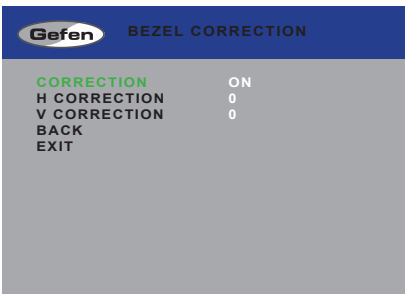 Gefen BEZEL CORRECTION
CORRECTION ON
H CORRECTION 0
V CORRECTION 0
BACK
EXIT